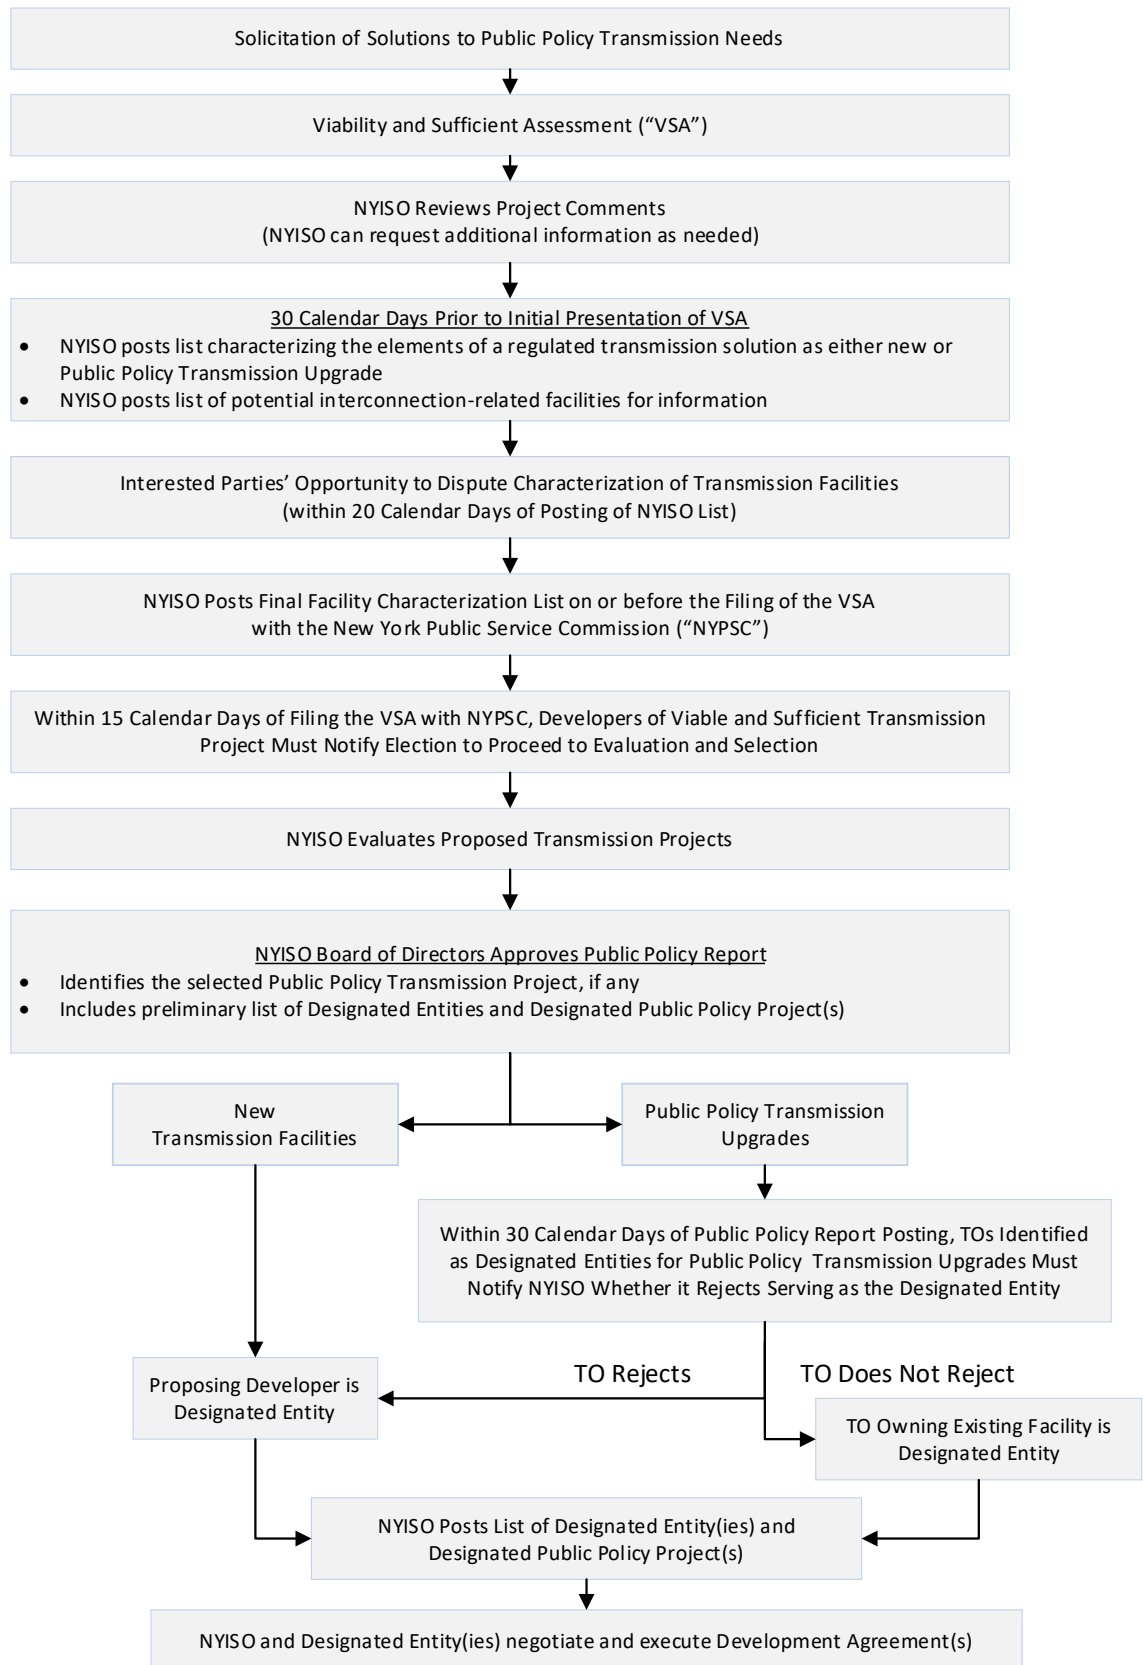 Solicitation of Solutions to Public Policy Transmission Needs
Viability and Sufficient Assessment (“VSA”)
NYISO Reviews Project Comments
(NYISO can request additional information as needed)
30 Calendar Days Prior to Initial Presentation of VSA
• NYISO posts list characterizing the elements of a regulated transmission solution as either new or
Public Policy Transmission Upgrade
• NYISO posts list of potential interconnection-related facilities for information
Interested Parties’ Opportunity to Dispute Characterization of Transmission Facilities
(within 20 Calendar Days of Posting of NYISO List)
NYISO Posts Final Facility Characterization List on or before the Filing of the VSA
with the New York Public Service Commission (“NYPSC”)
Within 15 Calendar Days of Filing the VSA with NYPSC, Developers of Viable and Sufficient Transmission
Project Must Notify Election to Proceed to Evaluation and Selection
NYISO Evaluates Proposed Transmission Projects
NYISO Board of Directors Approves Public Policy Report
• Identifies the selected Public Policy Transmission Project, if any
• Includes preliminary list of Designated Entities and Designated Public Policy Project(s)
New
Transmission Facilities
Public Policy Transmission
Upgrades
Within 30 Calendar Days of Public Policy Report Posting, TOs Identified
as Designated Entities for Public Policy Transmission Upgrades Must
Notify NYISO Whether it Rejects Serving as the Designated Entity
TO Rejects
TO Does Not Reject
Proposing Developer is
Designated Entity
TO Owning Existing Facility is
Designated Entity
NYISO Posts List of Designated Entity(ies) and
Designated Public Policy Project(s)
NYISO and Designated Entity(ies) negotiate and execute Development Agreement(s)